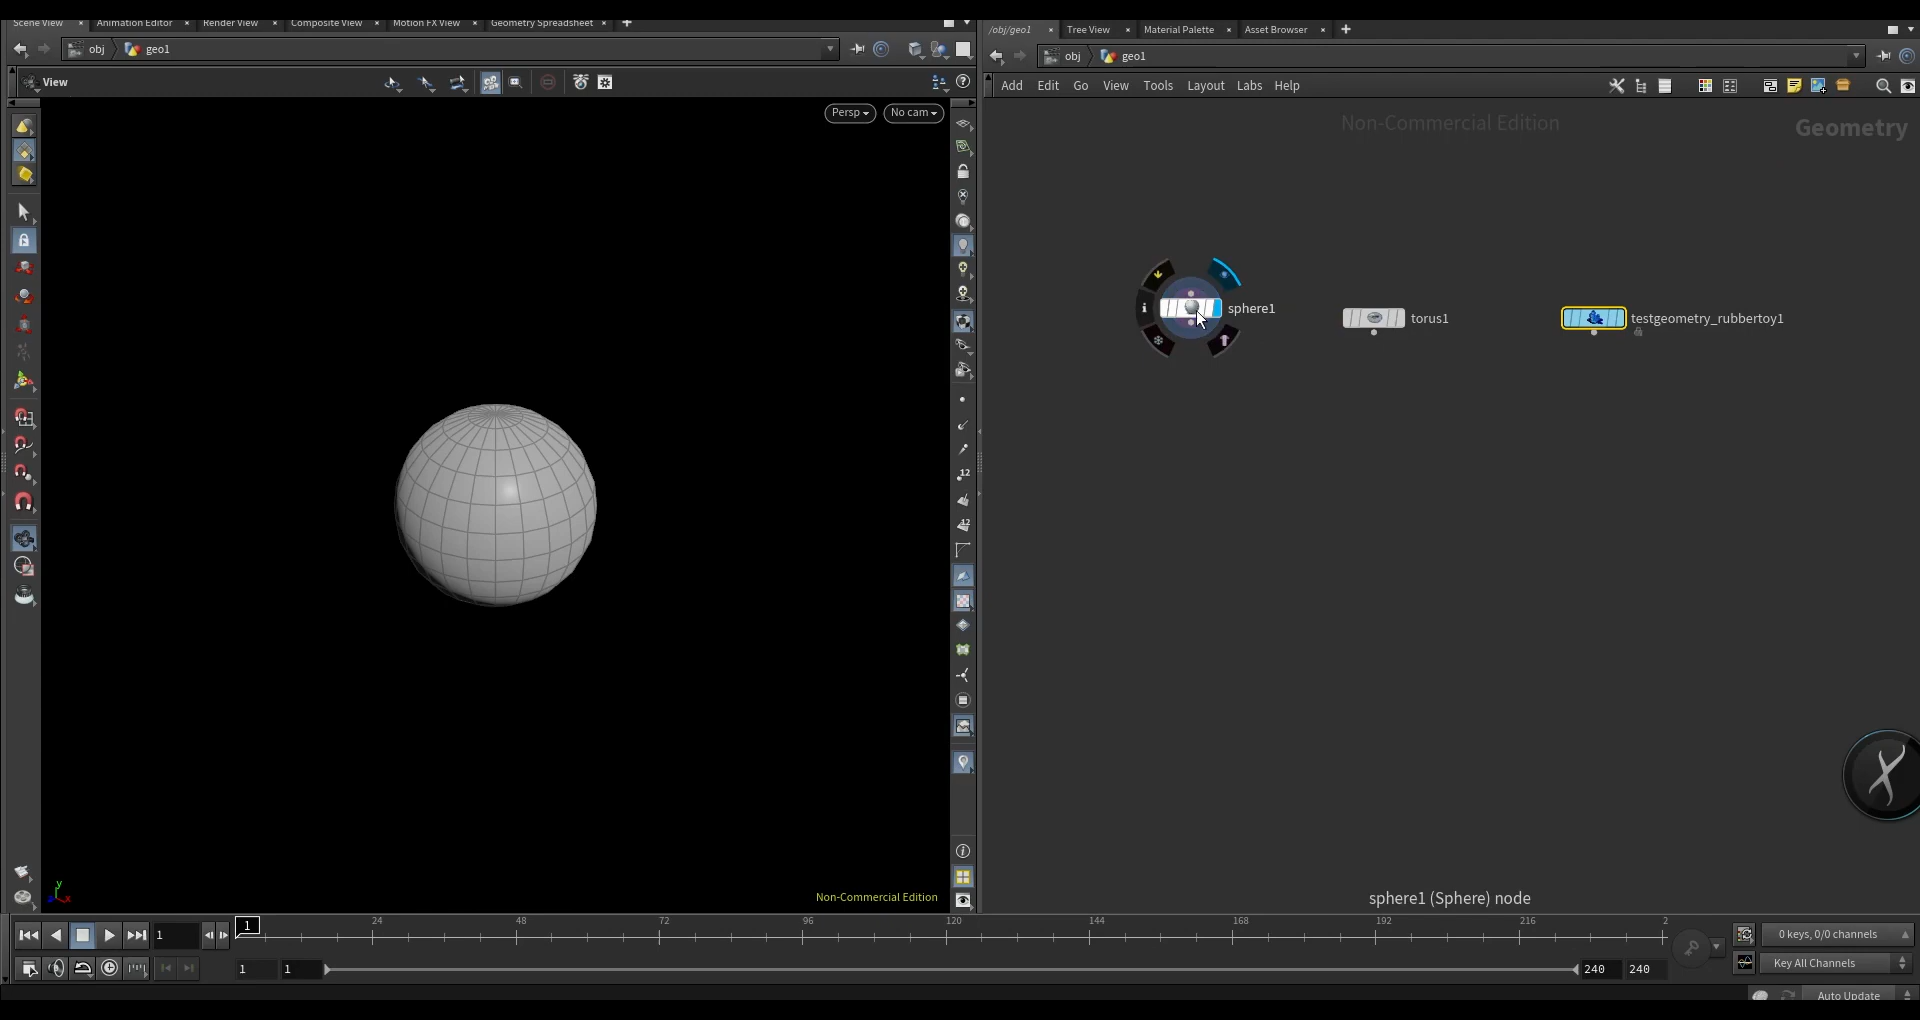 Scene View Animation Editor Render View Composite View Motion FX View Geometry Spreadsheet
/obj/geo1 Tree View Material Palette Asset Browser
obj geo1
obj geo1
View
Add Edit Go View Tools Layout Labs Help
Persp No cam
Non-Commercial Edition
Geometry
sphere1
torus1
testgeometry_rubbertoy1
12
12
y
x
z
Non-Commercial Edition
sphere1 (Sphere) node
1
1 24 48 72 96 120 144 168 192 216 2
0 keys, 0/0 channels
1 1 240 240
Key All Channels
Auto Update